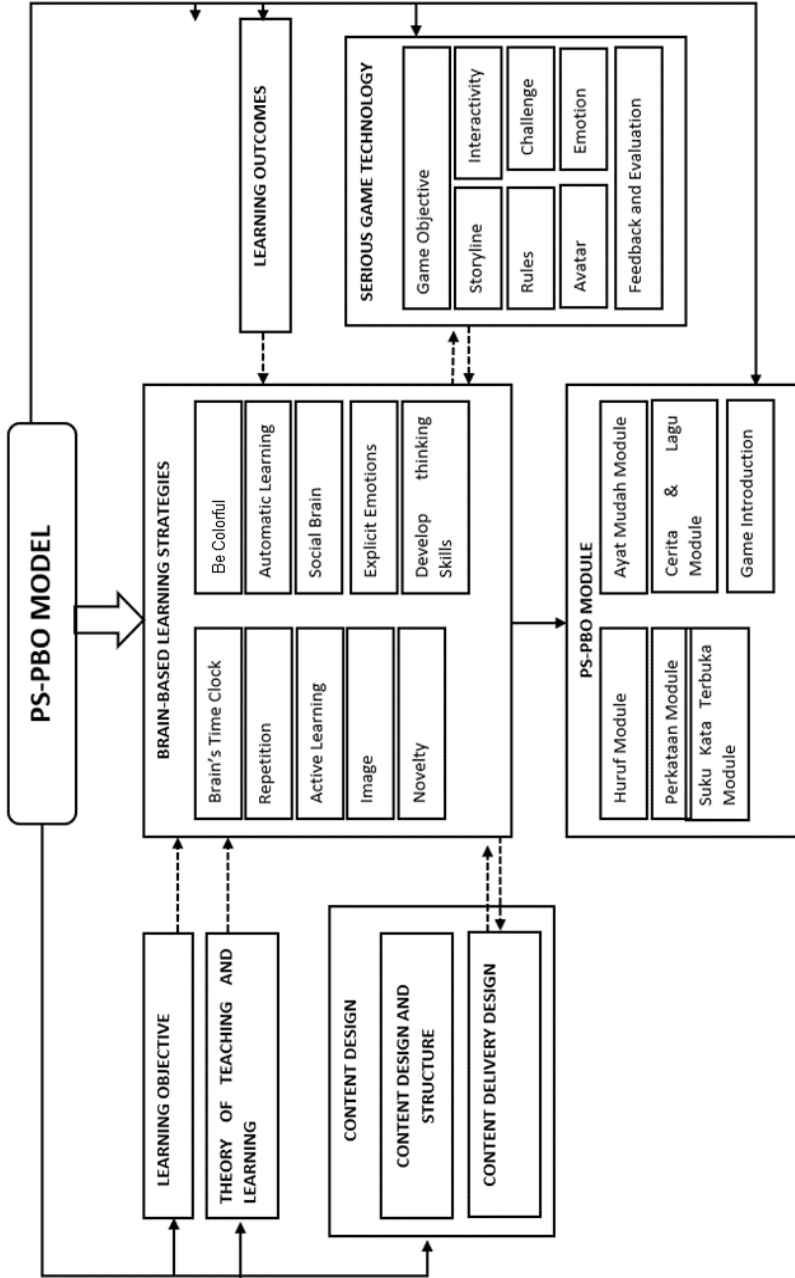 PS-PBO MODEL
LEARNING OBJECTIVE
THEORY OF TEACHING AND
LEARNING
CONTENT DESIGN
CONTENT DESIGN AND
STRUCTURE
CONTENT DELIVERY DESIGN
BRAIN-BASED LEARNING STRATEGIES
Brain's Time Clock
Repetition
Active Learning
Image
Novelty
Be Colorful
Automatic Learning
Social Brain
Explicit Emotions
Develop thinking
Skills
LEARNING OUTCOMES
SERIOUS GAME TECHNOLOGY
Game Objective
Storyline
Interactivity
Rules
Challenge
Avatar
Emotion
Feedback and Evaluation
PS-PBO MODULE
Huruf Module
Perkataan Module
Suku Kata Terbuka
Module
Ayat Mudah Module
Cerita & Lagu
Module
Game Introduction